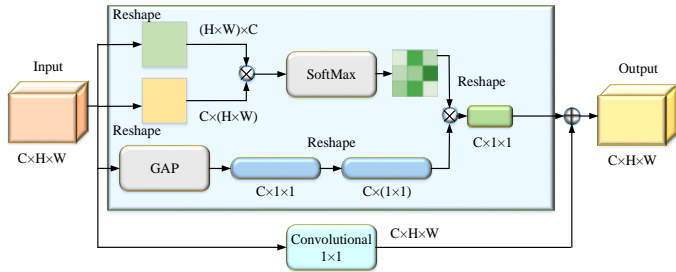 Reshape
(H×W)×C
Input
SoftMax
Reshape
Output
C×(H×W)
Reshape
Reshape
C×1×1
C×H×W
GAP
C×H×W
C×1×1
C×(1×1)
C×H×W
Convolutional
1×1